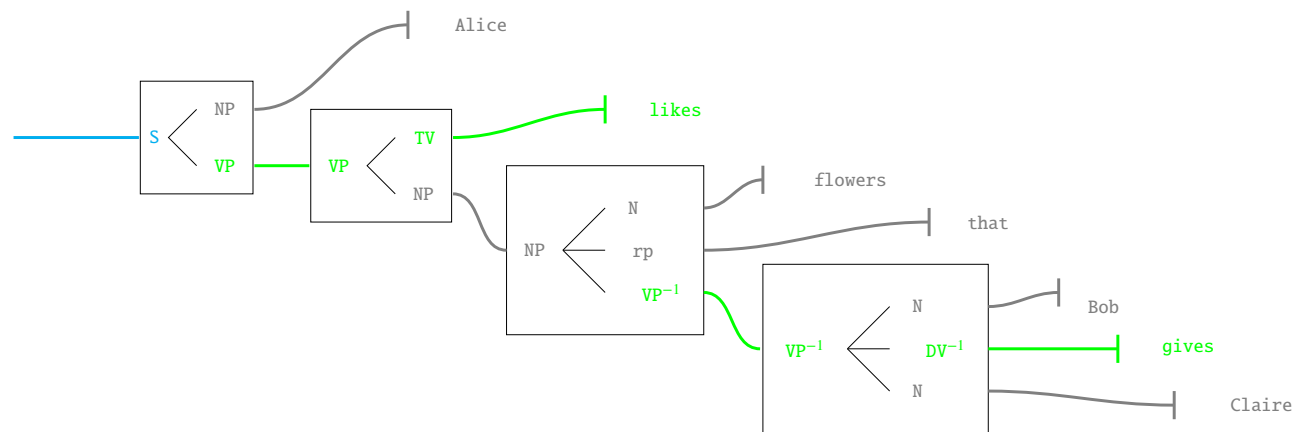 Alice
NP
S
VP
likes
TV
VP
NP
flowers
N
that
NP
rp
VP⁻¹
Bob
N
gives
VP⁻¹
DV⁻¹
N
Claire